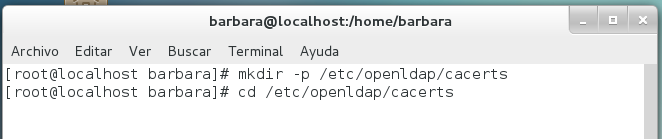 barbara@localhost:/home/barbara
Archivo Editar Ver Buscar Terminal Ayuda
[root@localhost barbara]# mkdir -p /etc/openldap/cacerts
[root@localhost barbara]# cd /etc/openldap/cacerts